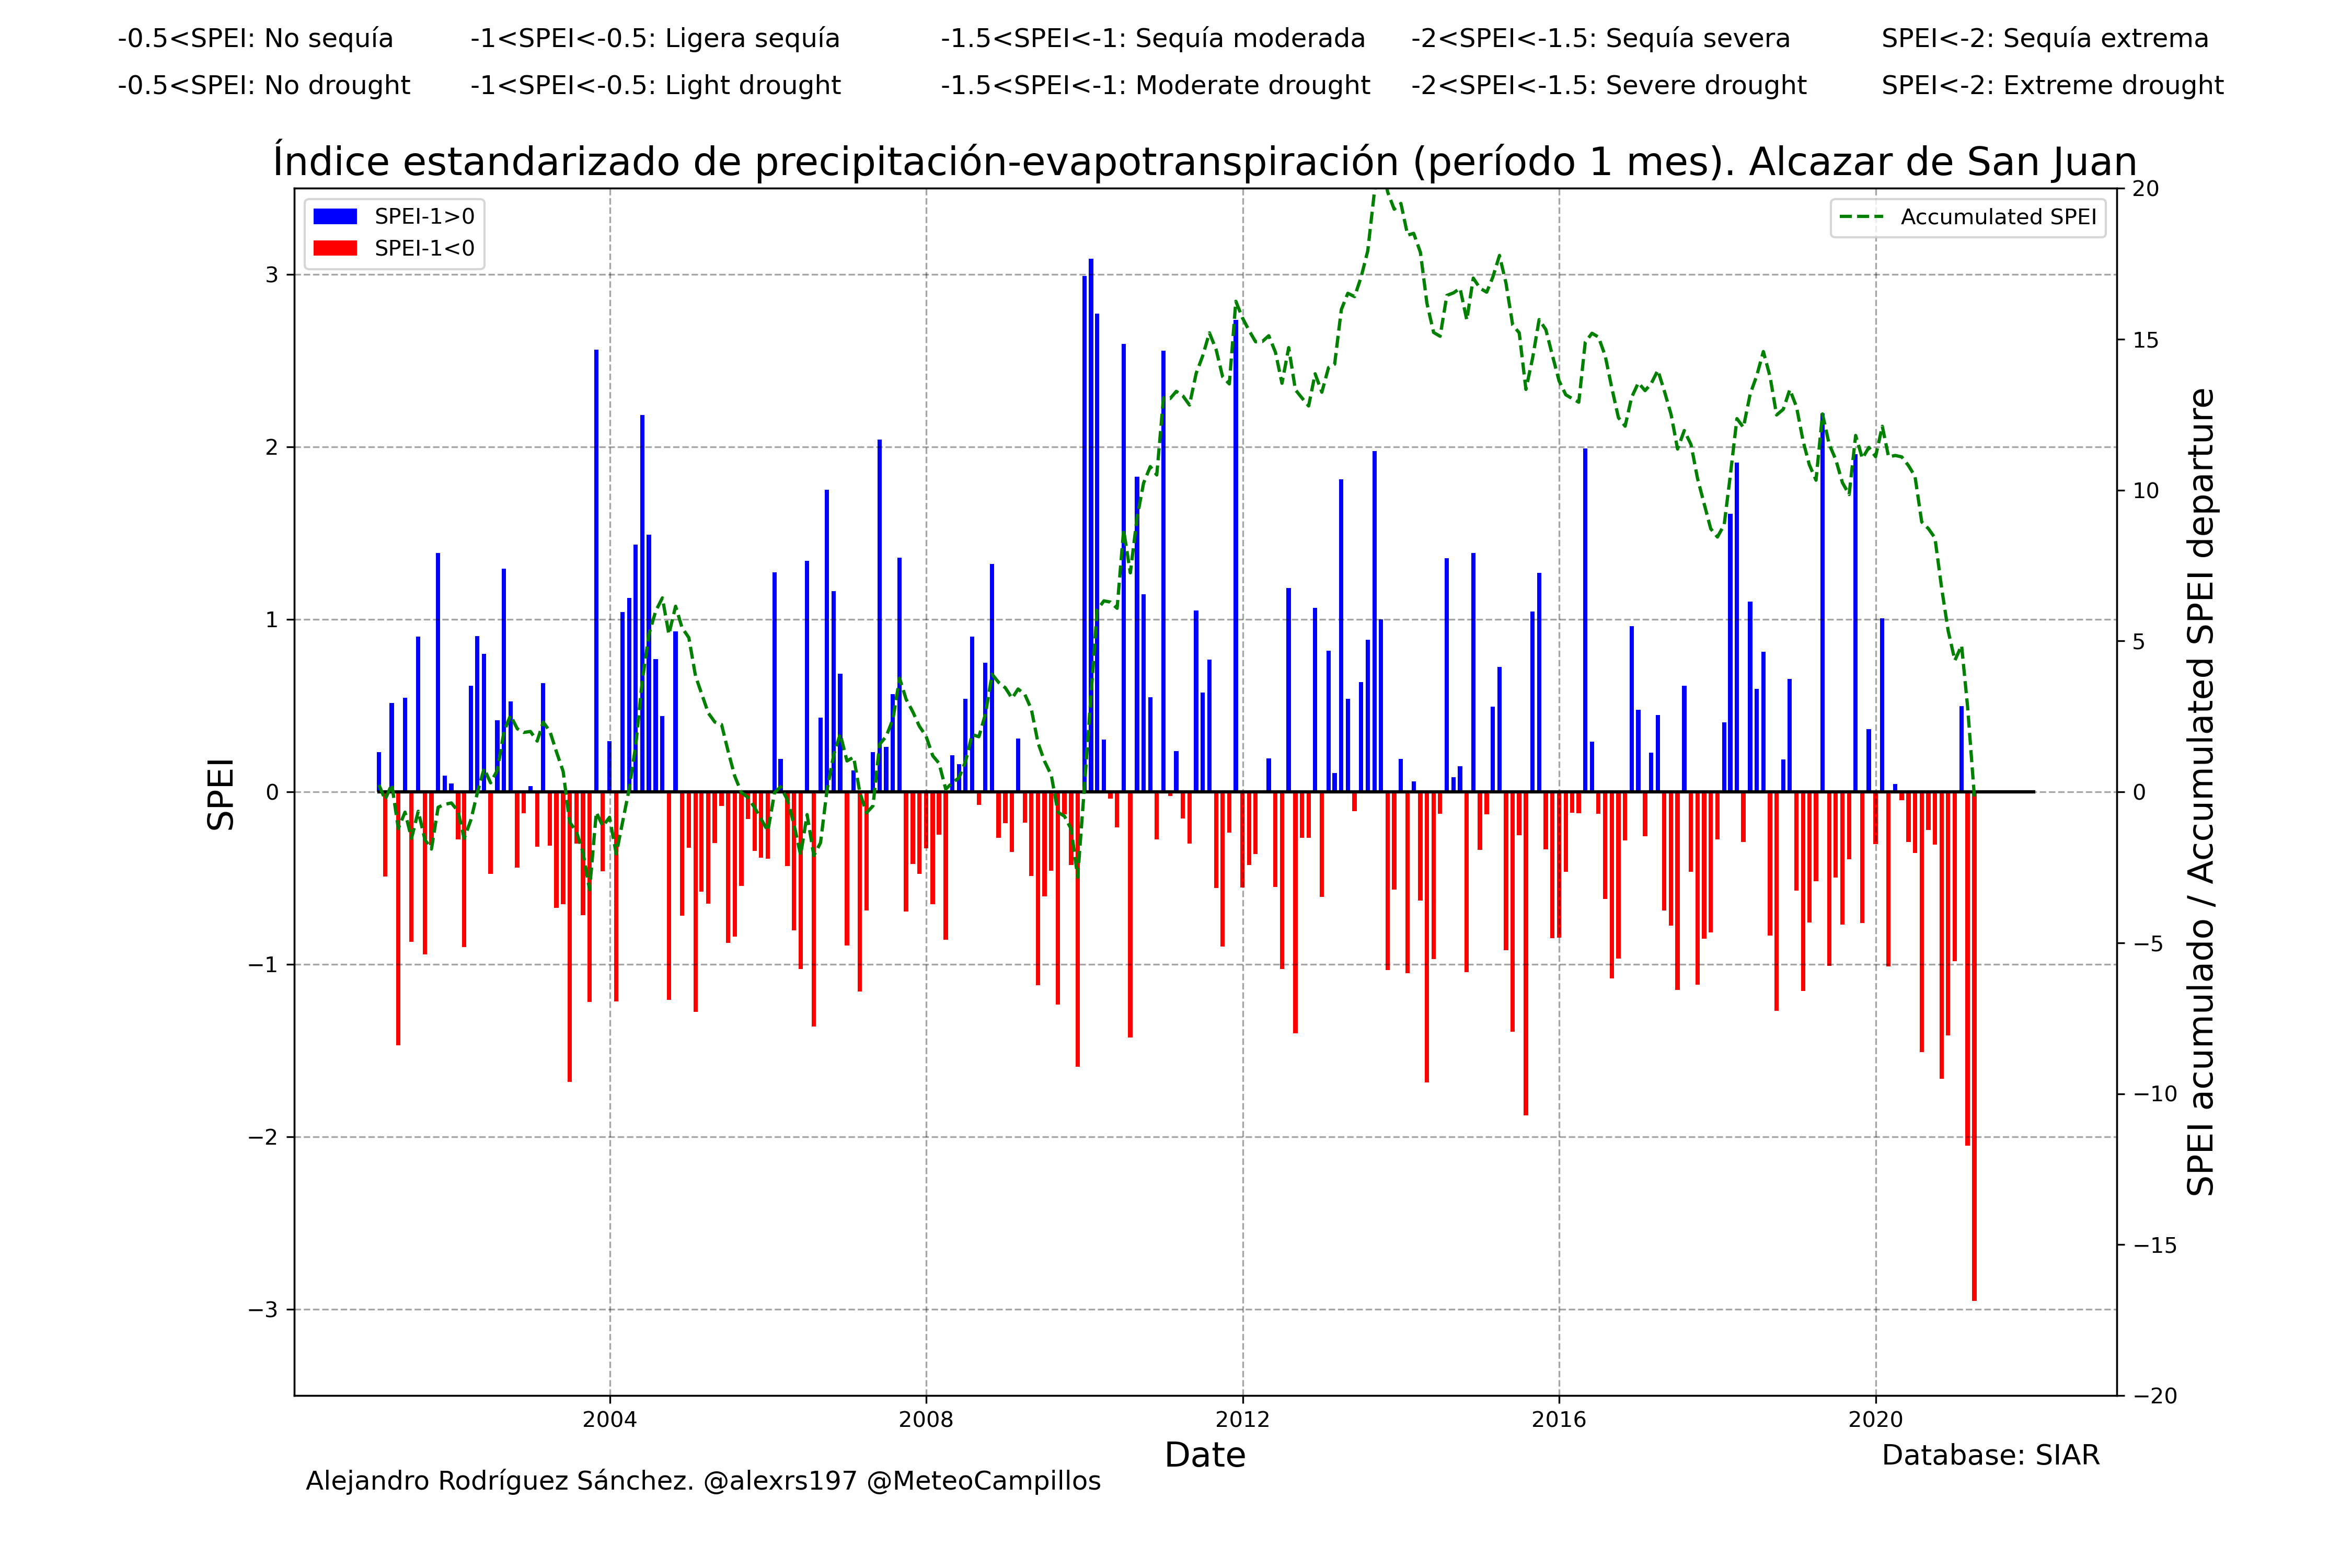 -0.5<SPEI: No sequía -1<SPEI<-0.5: Ligera sequía -1.5<SPEI<-1: Sequía moderada -2<SPEI<-1.5: Sequía severa SPEI<-2: Sequía extrema
-0.5<SPEI: No drought -1<SPEI<-0.5: Light drought -1.5<SPEI<-1: Moderate drought -2<SPEI<-1.5: Severe drought SPEI<-2: Extreme drought
Índice estandarizado de precipitación-evapotranspiración (período 1 mes). Alcazar de San Juan
SPEI-1>0
SPEI-1<0
Accumulated SPEI
SPEI
3
2
1
0
−1
−2
−3
20
15
10
5
0
−5
−10
−15
−20
SPEI acumulado / Accumulated SPEI departure
2004 2008 2012 2016 2020
Date
Database: SIAR
Alejandro Rodríguez Sánchez. @alexrs197 @MeteoCampillos